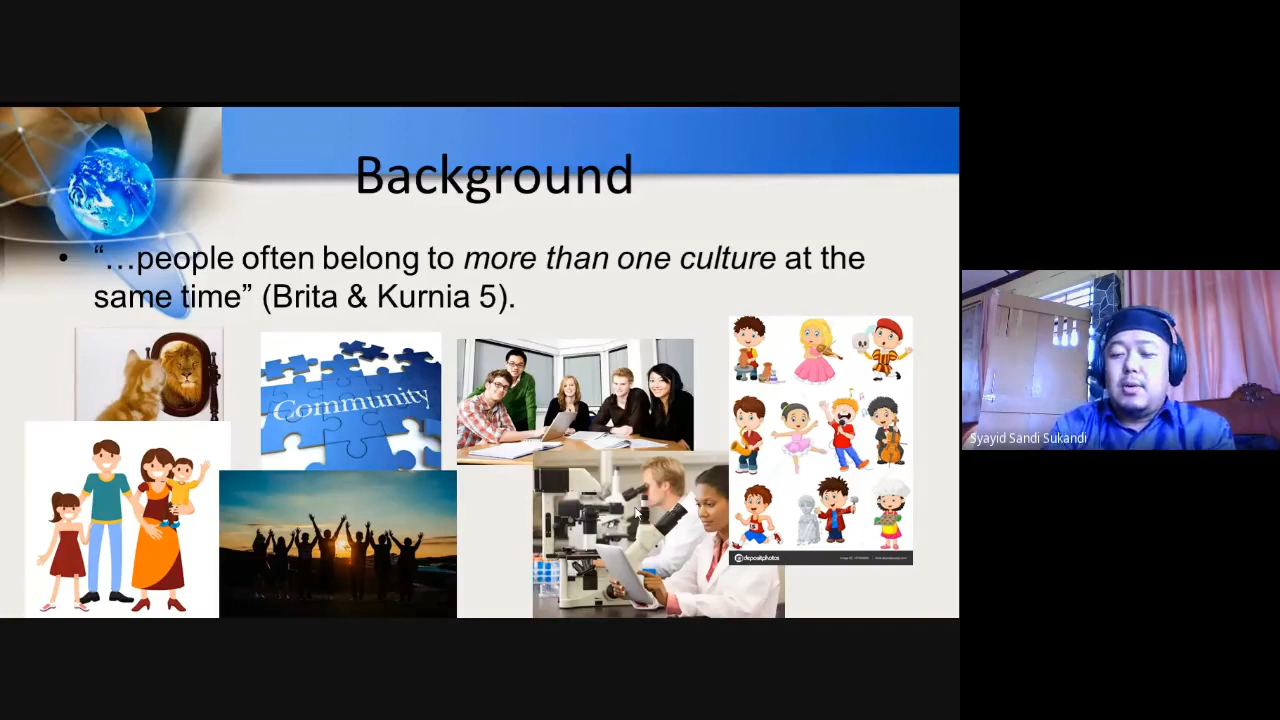 Background
• “…people often belong to more than one culture at the
same time” (Brita & Kurnia 5).
Community
depositphotos
Syayid Sandi Sukandi